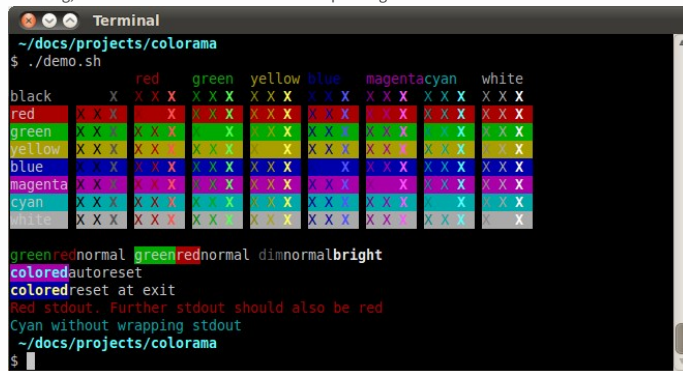 Terminal
~/docs/projects/colorama
$ ./demo.sh
red green yellow blue magentacyan white
black X X X X X X X X X X X X X X X X X X X X X X
red X X X X X X X X X X X X X X X X X X X X X X
green X X X X X X X X X X X X X X X X X X X X X X
yellow X X X X X X X X X X X X X X X X X X X X X X
blue X X X X X X X X X X X X X X X X X X X X X X
magenta X X X X X X X X X X X X X X X X X X X X X X
cyan X X X X X X X X X X X X X X X X X X X X X X
white X X X X X X X X X X X X X X X X X X X X X X
greenrednormal greenrednormal dimnormalbright
coloredautoreset
coloredreset at exit
Red stdout. Further stdout should also be red
Cyan without wrapping stdout
~/docs/projects/colorama
$